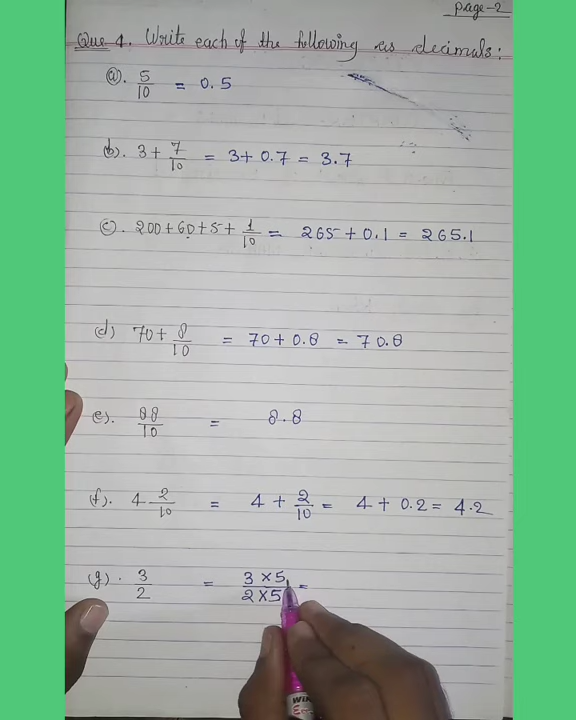 page-2
Que 4. Write each of the following as decimals:
(a). 5/10 = 0.5
(b). 3 + 7/10 = 3 + 0.7 = 3.7
(c). 200 + 60 + 5 + 1/10 = 265 + 0.1 = 265.1
(d) 70 + 8/10 = 70 + 0.8 = 70.8
(e). 88/10 = 8.8
(f). 4 2/10 = 4 + 2/10 = 4 + 0.2 = 4.2
(g). 3/2 = 3 × 5/2 × 5 =